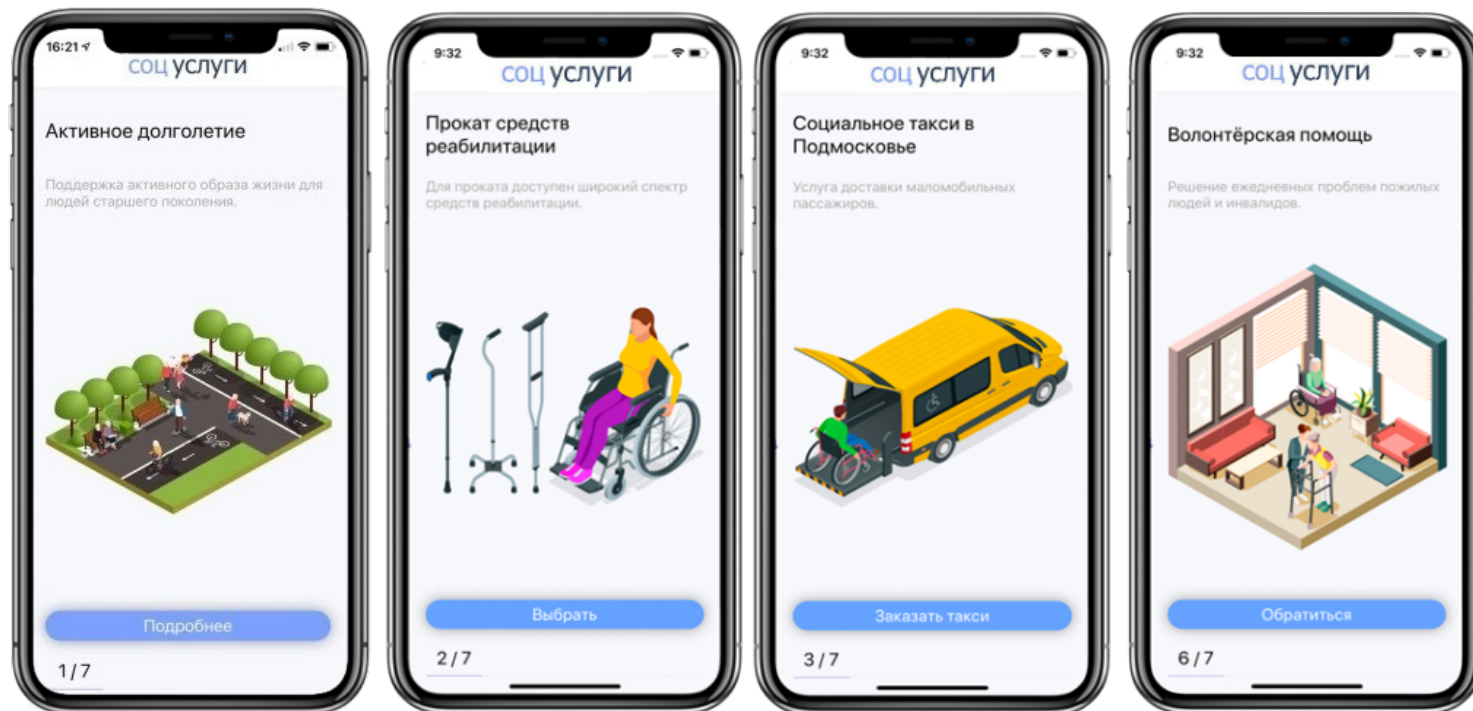 16:21
соц услуги
Активное долголетие
Поддержка активного образа жизни для
людей старшего поколения.
Подробнее
1 / 7
9:32
соц услуги
Прокат средств
реабилитации
Для проката доступен широкий спектр
средств реабилитации.
Выбрать
2 / 7
9:32
соц услуги
Социальное такси в
Подмосковье
Услуга доставки маломобильных
пассажиров.
Заказать такси
3 / 7
9:32
соц услуги
Волонтёрская помощь
Решение ежедневных проблем пожилых
людей и инвалидов.
Обратиться
6 / 7